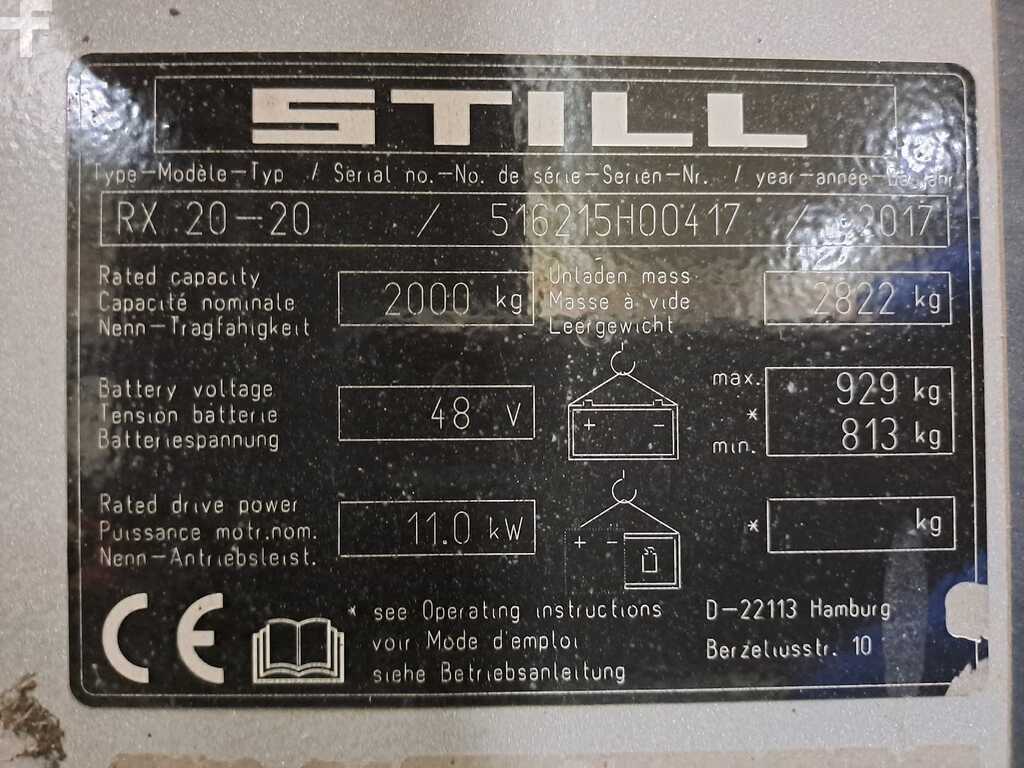 STILL
Type-Modèle-Typ / Serial no.-No. de série-Serien-Nr. / year-année-Baujahr
RX 20-20 / 516215H00417 / 2017
Rated capacity
Capacité nominale
Nenn-Tragfähigkeit
2000 kg
Unladen mass
Masse à vide
Leergewicht
2822 kg
Battery voltage
Tension batterie
Batteriespannung
48 V
+ -
max. 929 kg
*
min. 813 kg
Rated drive power
Puissance motr.nom.
Nenn-Antriebsleist.
11.0 kW
+ -
* kg
CE
* see Operating instructions
voir Mode d'emploi
siehe Betriebsanleitung
D-22113 Hamburg
Berzeliusstr. 10